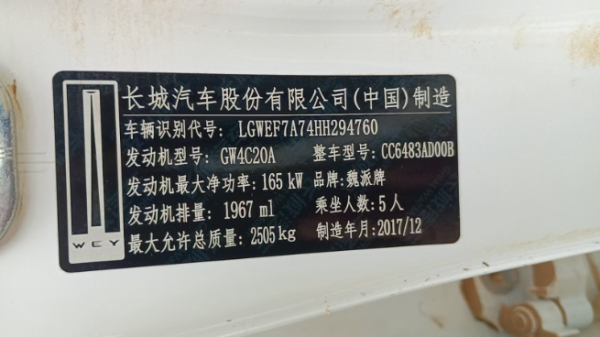 长城汽车股份有限公司(中国)制造
车辆识别代号: LGWEF7A74HH294760
发动机型号: GW4C20A 整车型号: CC6483AD00B
发动机最大净功率: 165 kW 品牌: 魏派牌
发动机排量: 1967 ml 乘坐人数: 5 人
最大允许总质量: 2505 kg 制造年月: 2017/12
WEY